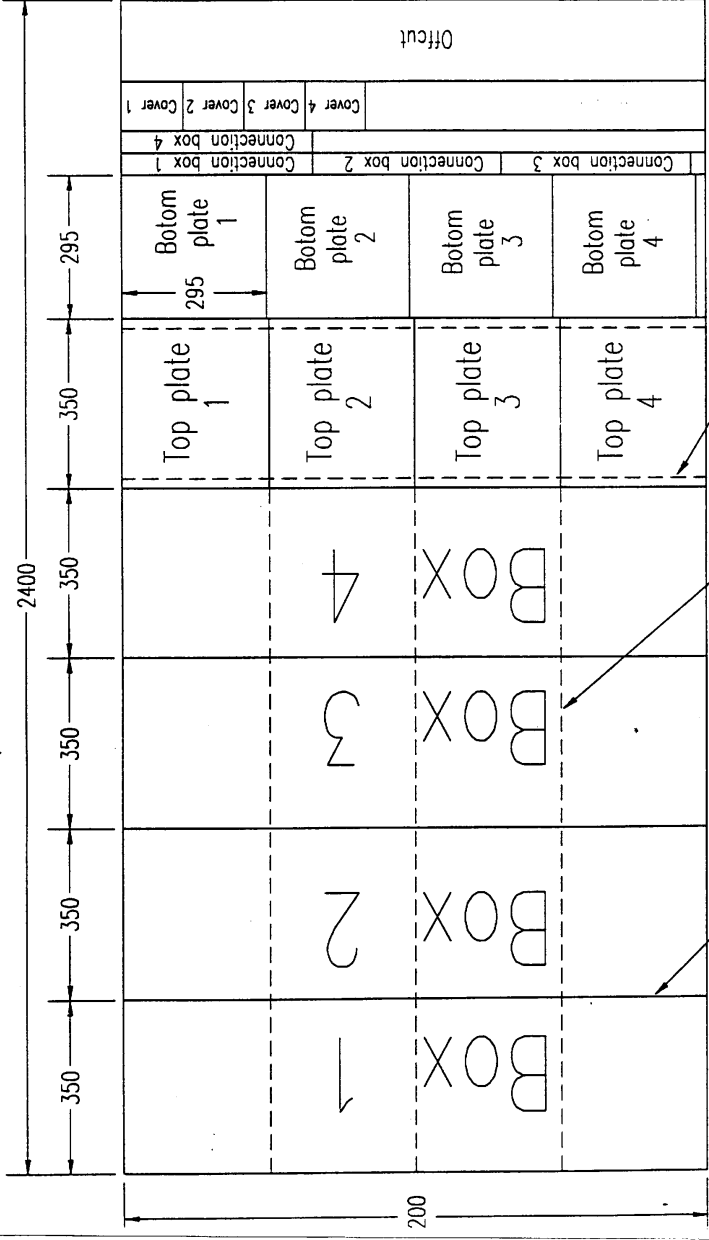 2400
350
350
350
350
350
295
Offcut
Cover 1
Cover 2
Cover 3
Cover 4
Connection box 4
Connection box 1
Connection box 2
Connection box 3
Botom
plate
1
295
Botom
plate
2
Botom
plate
3
Botom
plate
4
Top plate
1
Top plate
2
Top plate
3
Top plate
4
BOX 4
BOX 3
BOX 2
BOX 1
200